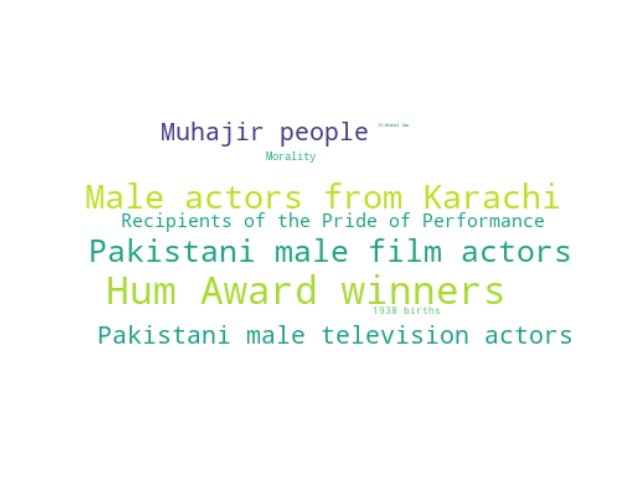 Muhajir people
Morality
Male actors from Karachi
Recipients of the Pride of Performance
Pakistani male film actors
Hum Award winners
1938 births
Pakistani male television actors